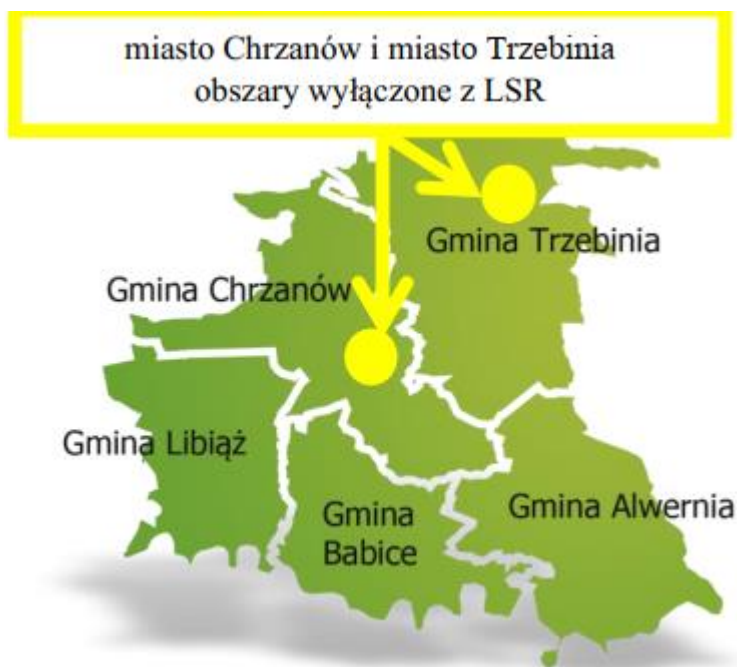 miasto Chrzanów i miasto Trzebinia
obszary wyłączone z LSR
Gmina Trzebinia
Gmina Chrzanów
Gmina Libiąż
Gmina
Babice
Gmina Alwernia